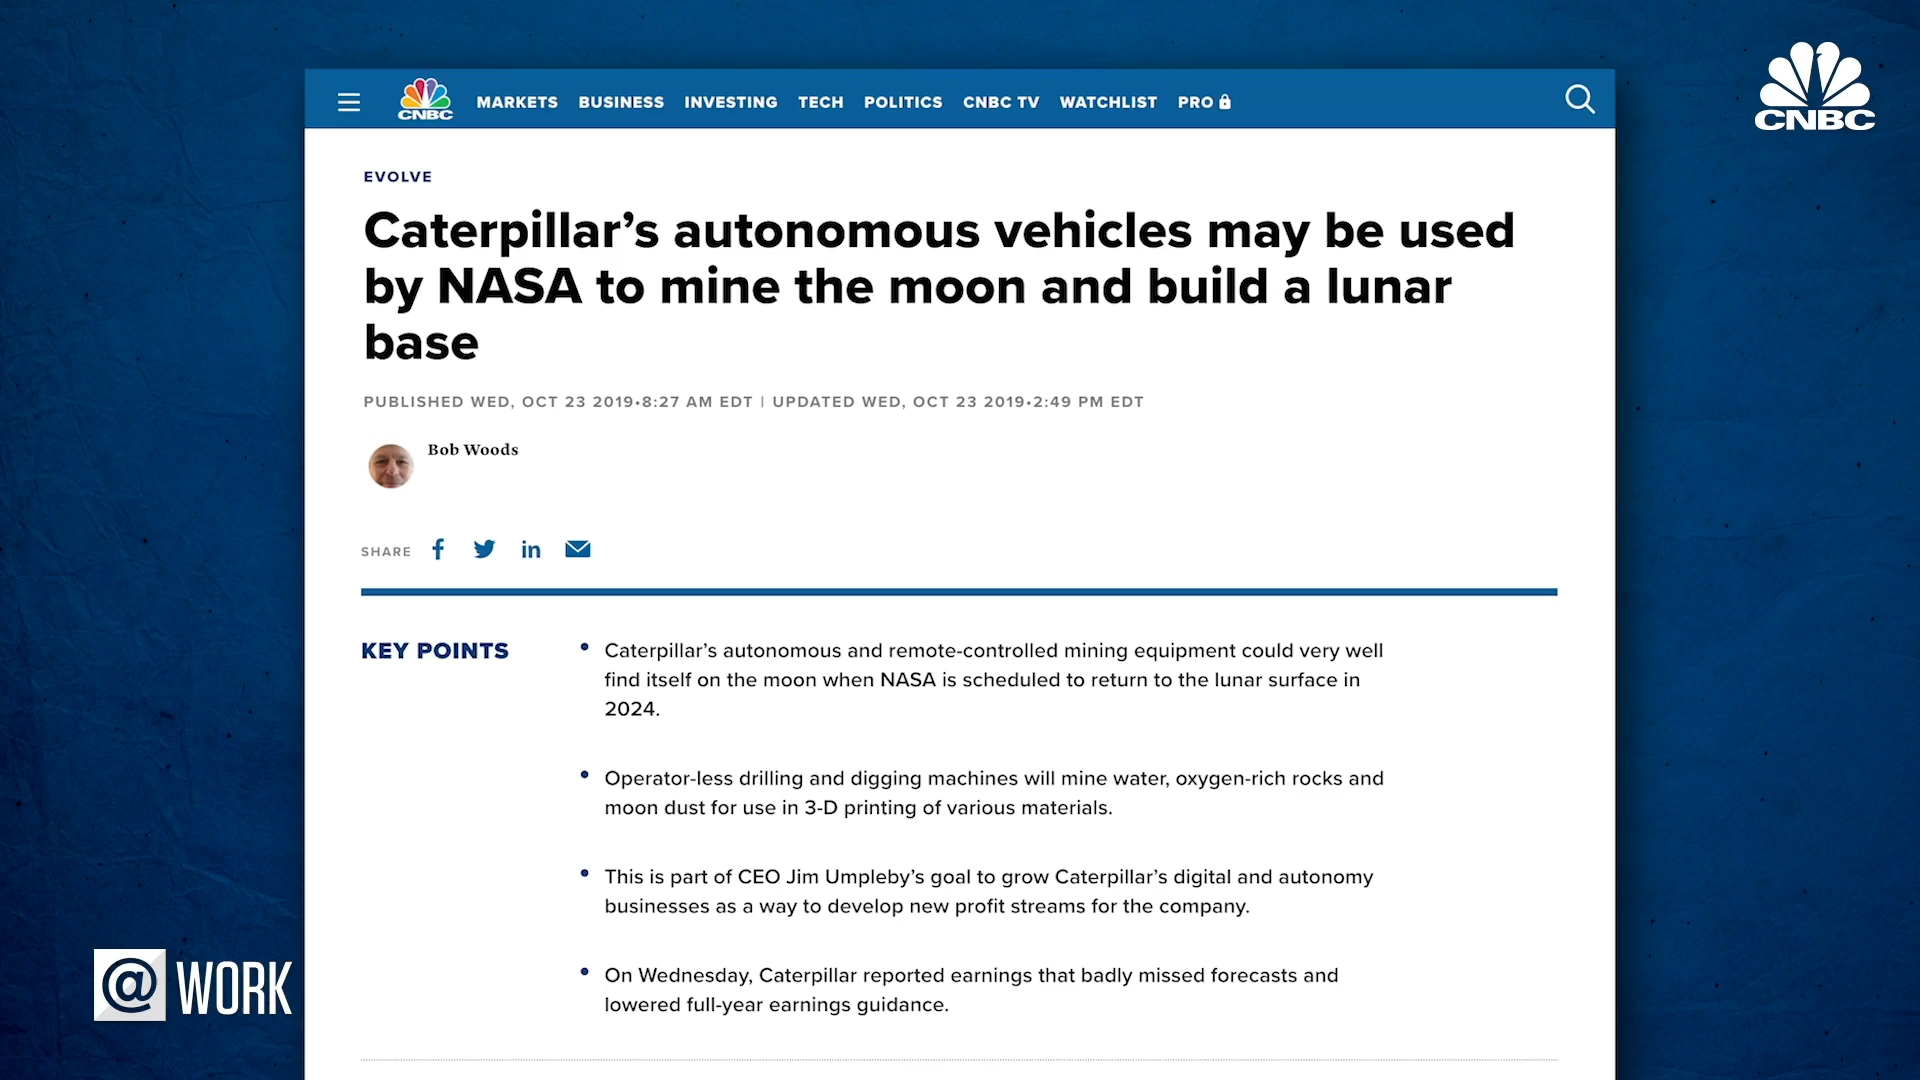 CNBC
CNBC
MARKETS BUSINESS INVESTING TECH POLITICS CNBC TV WATCHLIST PRO
EVOLVE
Caterpillar’s autonomous vehicles may be used
by NASA to mine the moon and build a lunar
base
PUBLISHED WED, OCT 23 2019•8:27 AM EDT | UPDATED WED, OCT 23 2019•2:49 PM EDT
Bob Woods
SHARE
KEY POINTS
• Caterpillar’s autonomous and remote-controlled mining equipment could very well
find itself on the moon when NASA is scheduled to return to the lunar surface in
2024.
• Operator-less drilling and digging machines will mine water, oxygen-rich rocks and
moon dust for use in 3-D printing of various materials.
• This is part of CEO Jim Umpleby’s goal to grow Caterpillar’s digital and autonomy
businesses as a way to develop new profit streams for the company.
• On Wednesday, Caterpillar reported earnings that badly missed forecasts and
lowered full-year earnings guidance.
@ WORK